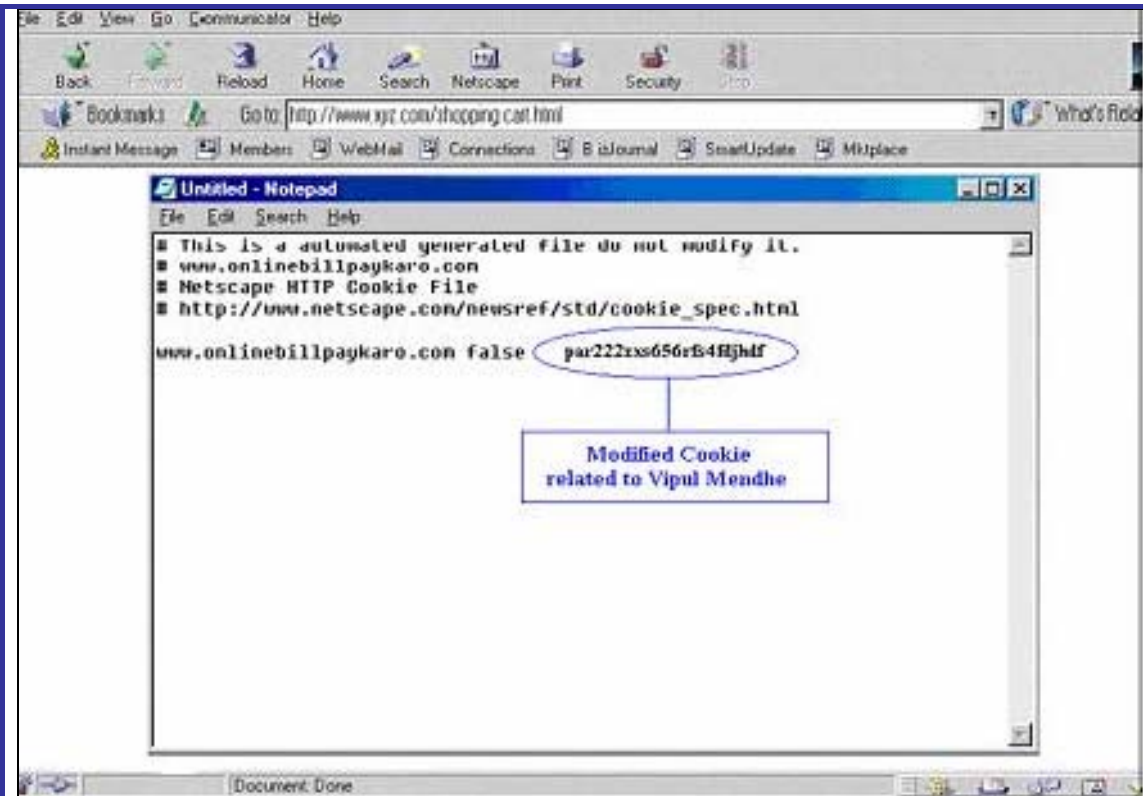 File Edit View Go Communicator Help
Back Forward Reload Home Search Netscape Print Security Stop
Bookmarks Go to: http://www.xyz.com/shopping cart.html What's Rela
Instant Message Members WebMail Connections BizJournal SmartUpdate Mktplace
Untitled - Notepad
File Edit Search Help
# This is a automated generated file do not modify it.
# www.onlinebillpaykaro.com
# Netscape HTTP Cookie File
# http://www.netscape.com/newsref/std/cookie_spec.html
www.onlinebillpaykaro.com false
Modified Cookie
related to Vipul Mendhe
Document: Done